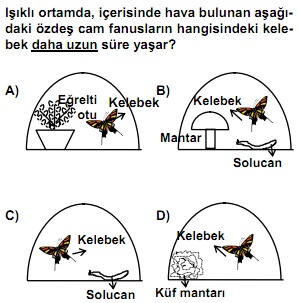 Işıklı ortamda, içerisinde hava bulunan aşağı-
daki özdeş cam fanusların hangisindeki kele-
bek daha uzun süre yaşar?
A)
Eğrelti
otu
Kelebek
B)
Kelebek
Mantar
Solucan
C)
Kelebek
Solucan
D)
Kelebek
Küf mantarı